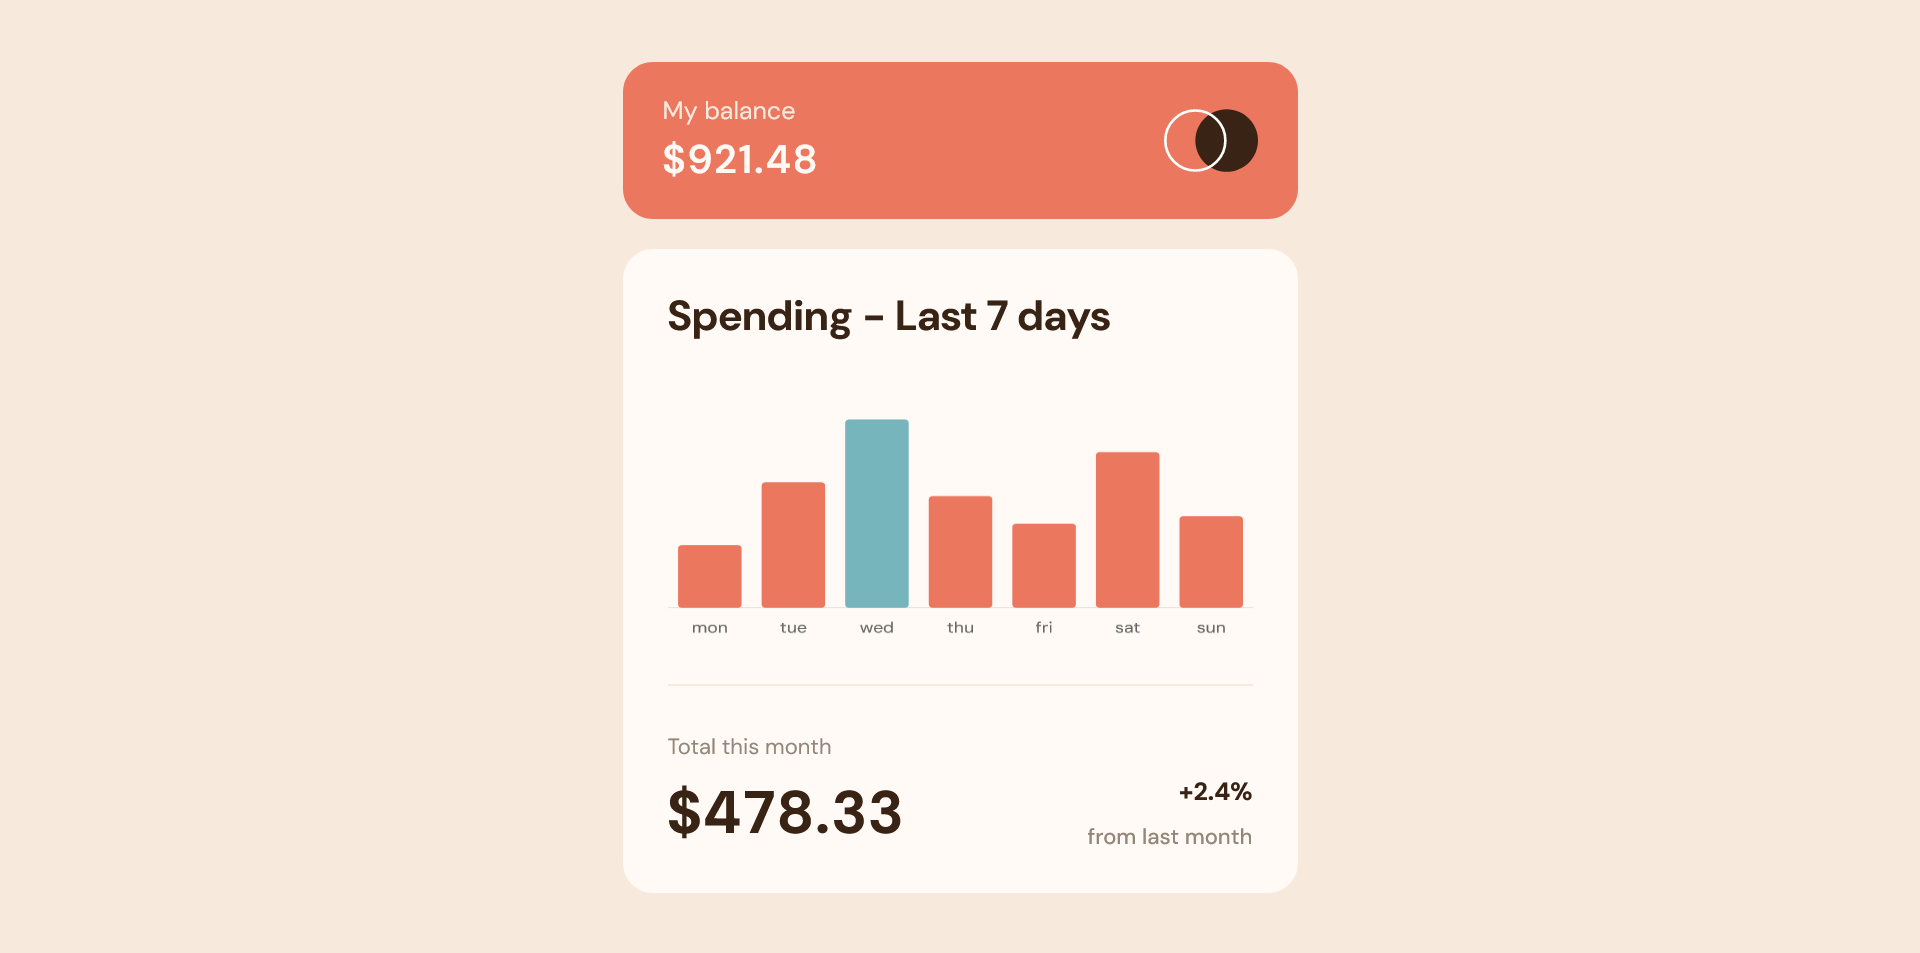 My balance
$921.48
Spending - Last 7 days
mon tue wed thu fri sat sun
Total this month
$478.33
+2.4%
from last month